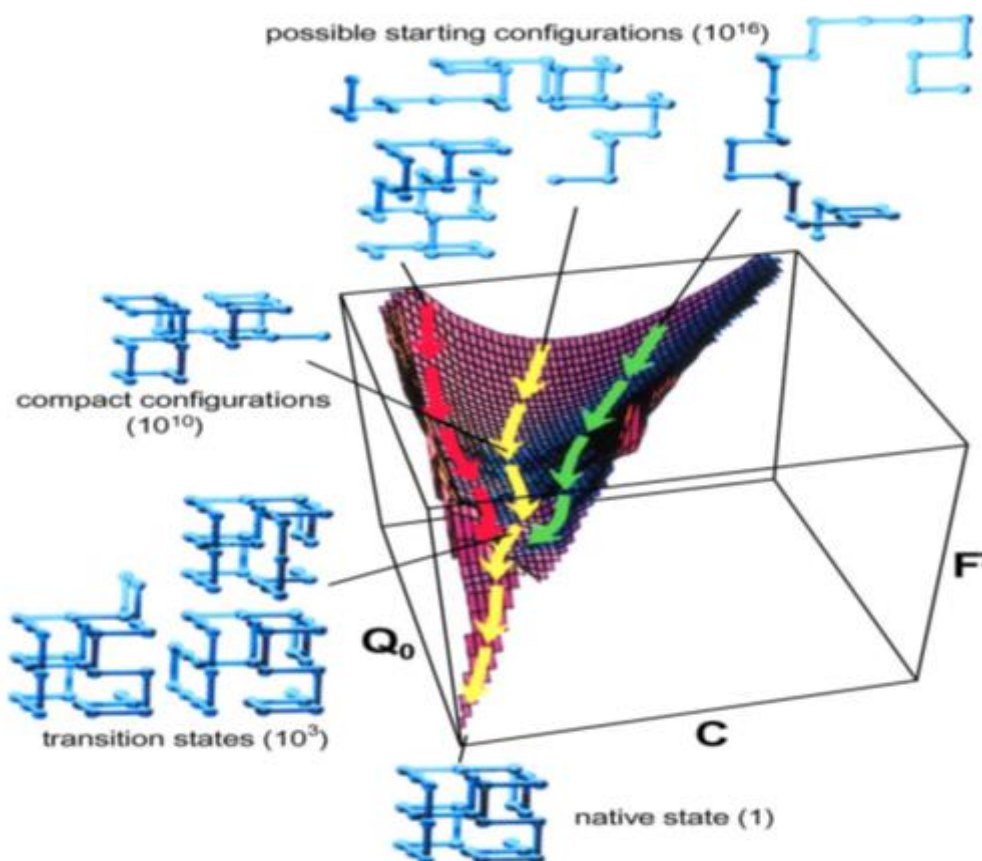 possible starting configurations (10¹⁶)
compact configurations
(10¹⁰)
F
Q₀
C
transition states (10³)
native state (1)